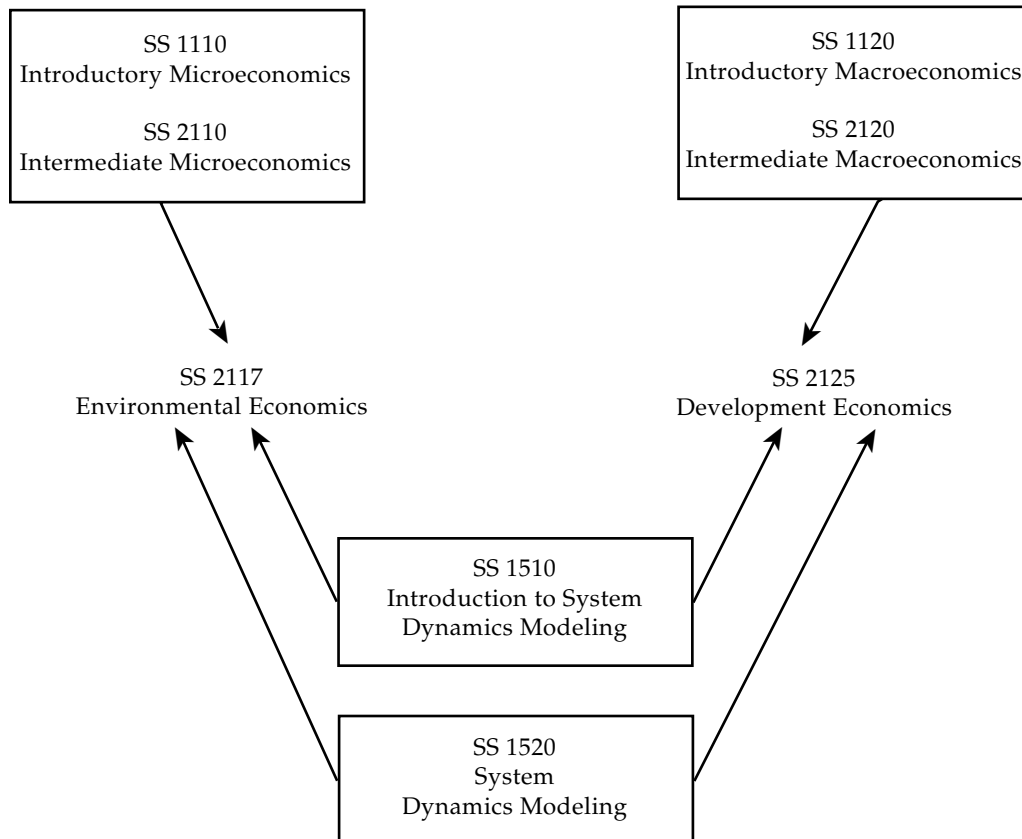 SS 1110
Introductory Microeconomics
SS 2110
Intermediate Microeconomics
SS 1120
Introductory Macroeconomics
SS 2120
Intermediate Macroeconomics
SS 2117
Environmental Economics
SS 2125
Development Economics
SS 1510
Introduction to System
Dynamics Modeling
SS 1520
System
Dynamics Modeling